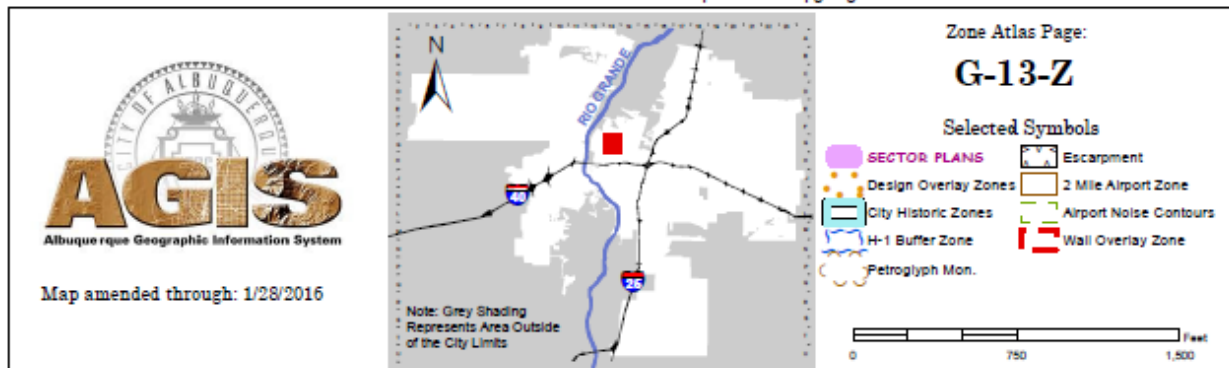 CITY OF ALBUQUERQUE
AGIS
Albuquerque Geographic Information System
Map amended through: 1/28/2016
N
RIO GRANDE
40
25
Note: Grey Shading
Represents Area Outside
of the City Limits
Zone Atlas Page:
G-13-Z
Selected Symbols
SECTOR PLANS
Design Overlay Zones
City Historic Zones
H-1 Buffer Zone
Petroglyph Mon.
Escarpment
2 Mile Airport Zone
Airport Noise Contours
Wall Overlay Zone
Feet
0 750 1,500